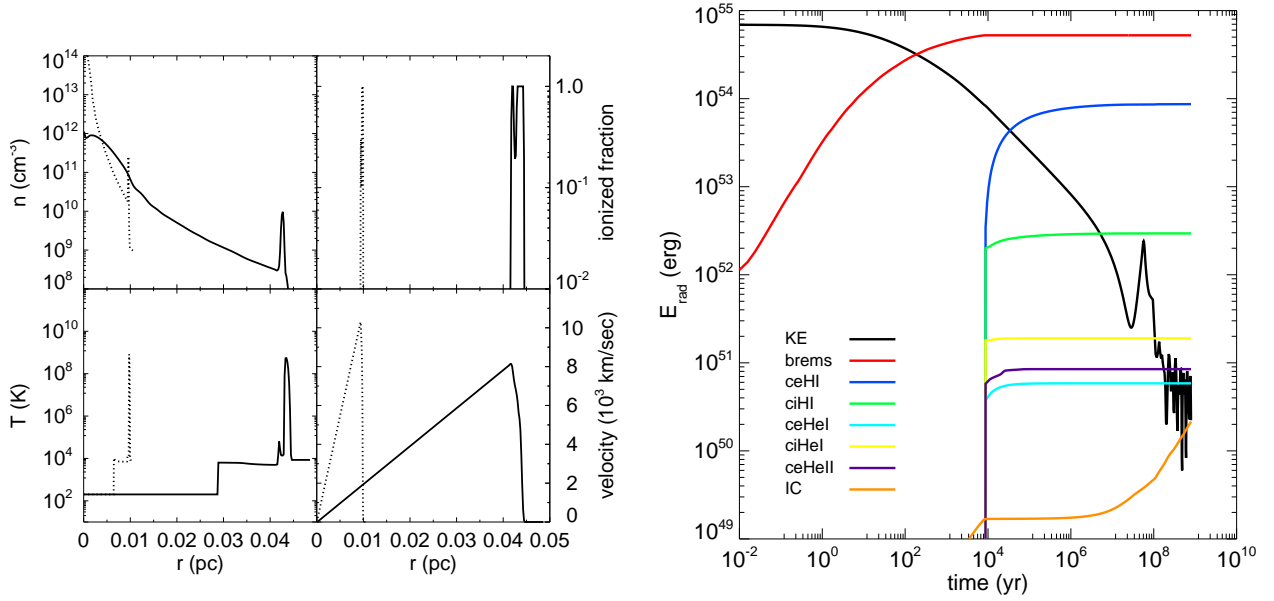 10¹⁴
10¹³
10¹²
10¹¹
10¹⁰
10⁹
10⁸
n (cm⁻³)
1.0
10⁻¹
10⁻²
ionized fraction
10¹⁰
10⁸
10⁶
10⁴
10²
T (K)
10
8
6
4
2
0
velocity (10³ km/sec)
0 0.01 0.02 0.03 0.04
r (pc)
0 0.01 0.02 0.03 0.04 0.05
r (pc)
10⁵⁵
10⁵⁴
10⁵³
10⁵²
10⁵¹
10⁵⁰
10⁴⁹
E_rad (erg)
KE
brems
ceHI
ciHI
ceHeI
ciHeI
ceHeII
IC
10⁻² 10⁰ 10² 10⁴ 10⁶ 10⁸ 10¹⁰
time (yr)